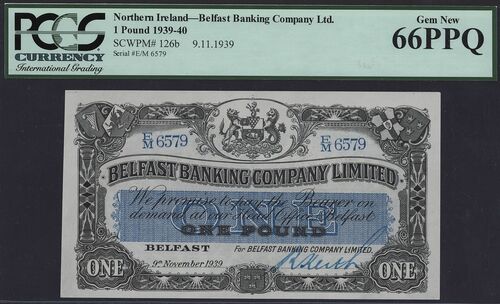 PCGS
CURRENCY
International Grading
Northern Ireland—Belfast Banking Company Ltd.
1 Pound 1939-40
SCWPM# 126b 9.11.1939
Serial #E/M 6579
Gem New
66PPQ
E/M 6579
E/M 6579
BELFAST BANKING COMPANY LIMITED
We promise to pay the Bearer on
demand at our Head Office Belfast
ONE POUND
BELFAST For BELFAST BANKING COMPANY LIMITED.
9th November 1939
ONE
ONE